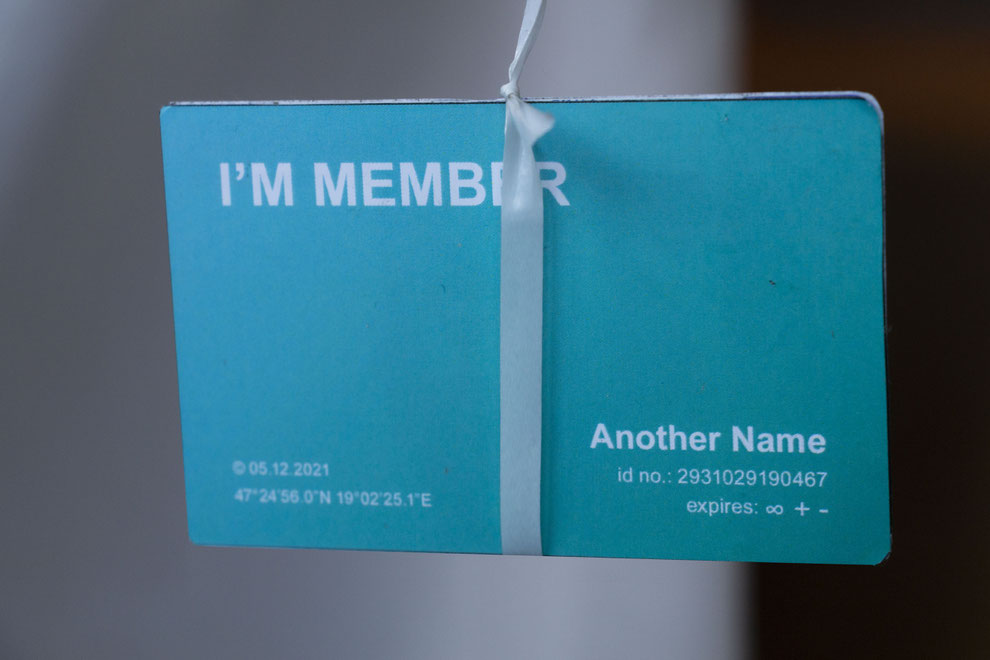 I’M MEMBER
© 05.12.2021
47°24'56.0"N 19°02'25.1"E
Another Name
id no.: 2931029190467
expires: ∞ + -